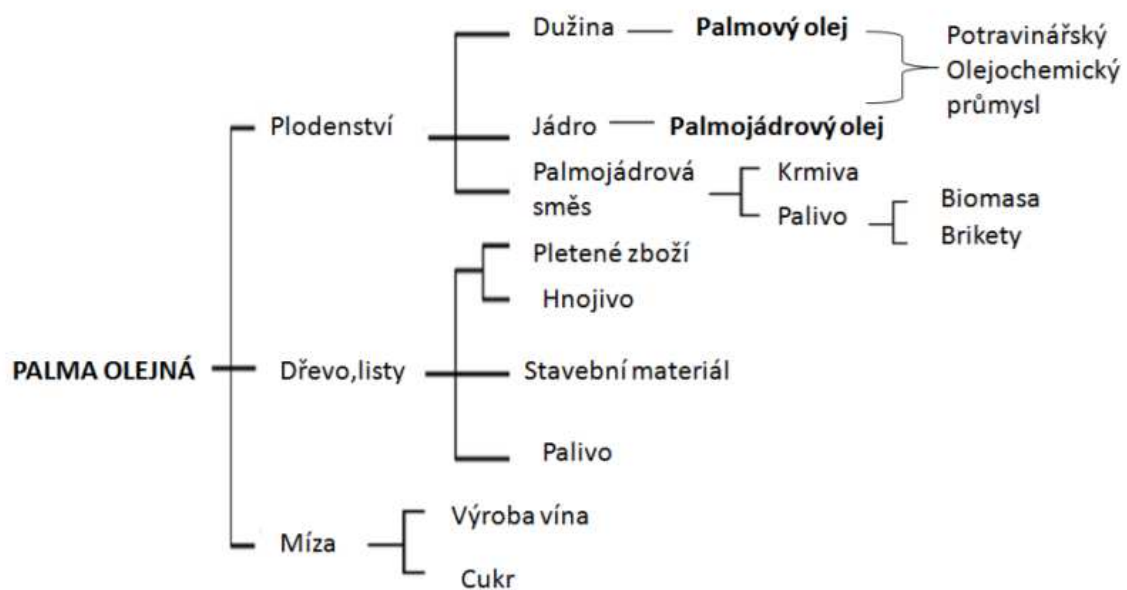 Dužina
Palmový olej
Potravinářský
Olejochemický
průmysl
Plodenství
Jádro
Palmojádrový olej
Palmojádrová
směs
Krmiva
Palivo
Biomasa
Brikety
Pletené zboží
Hnojivo
PALMA OLEJNÁ
Dřevo,listy
Stavební materiál
Palivo
Míza
Výroba vína
Cukr